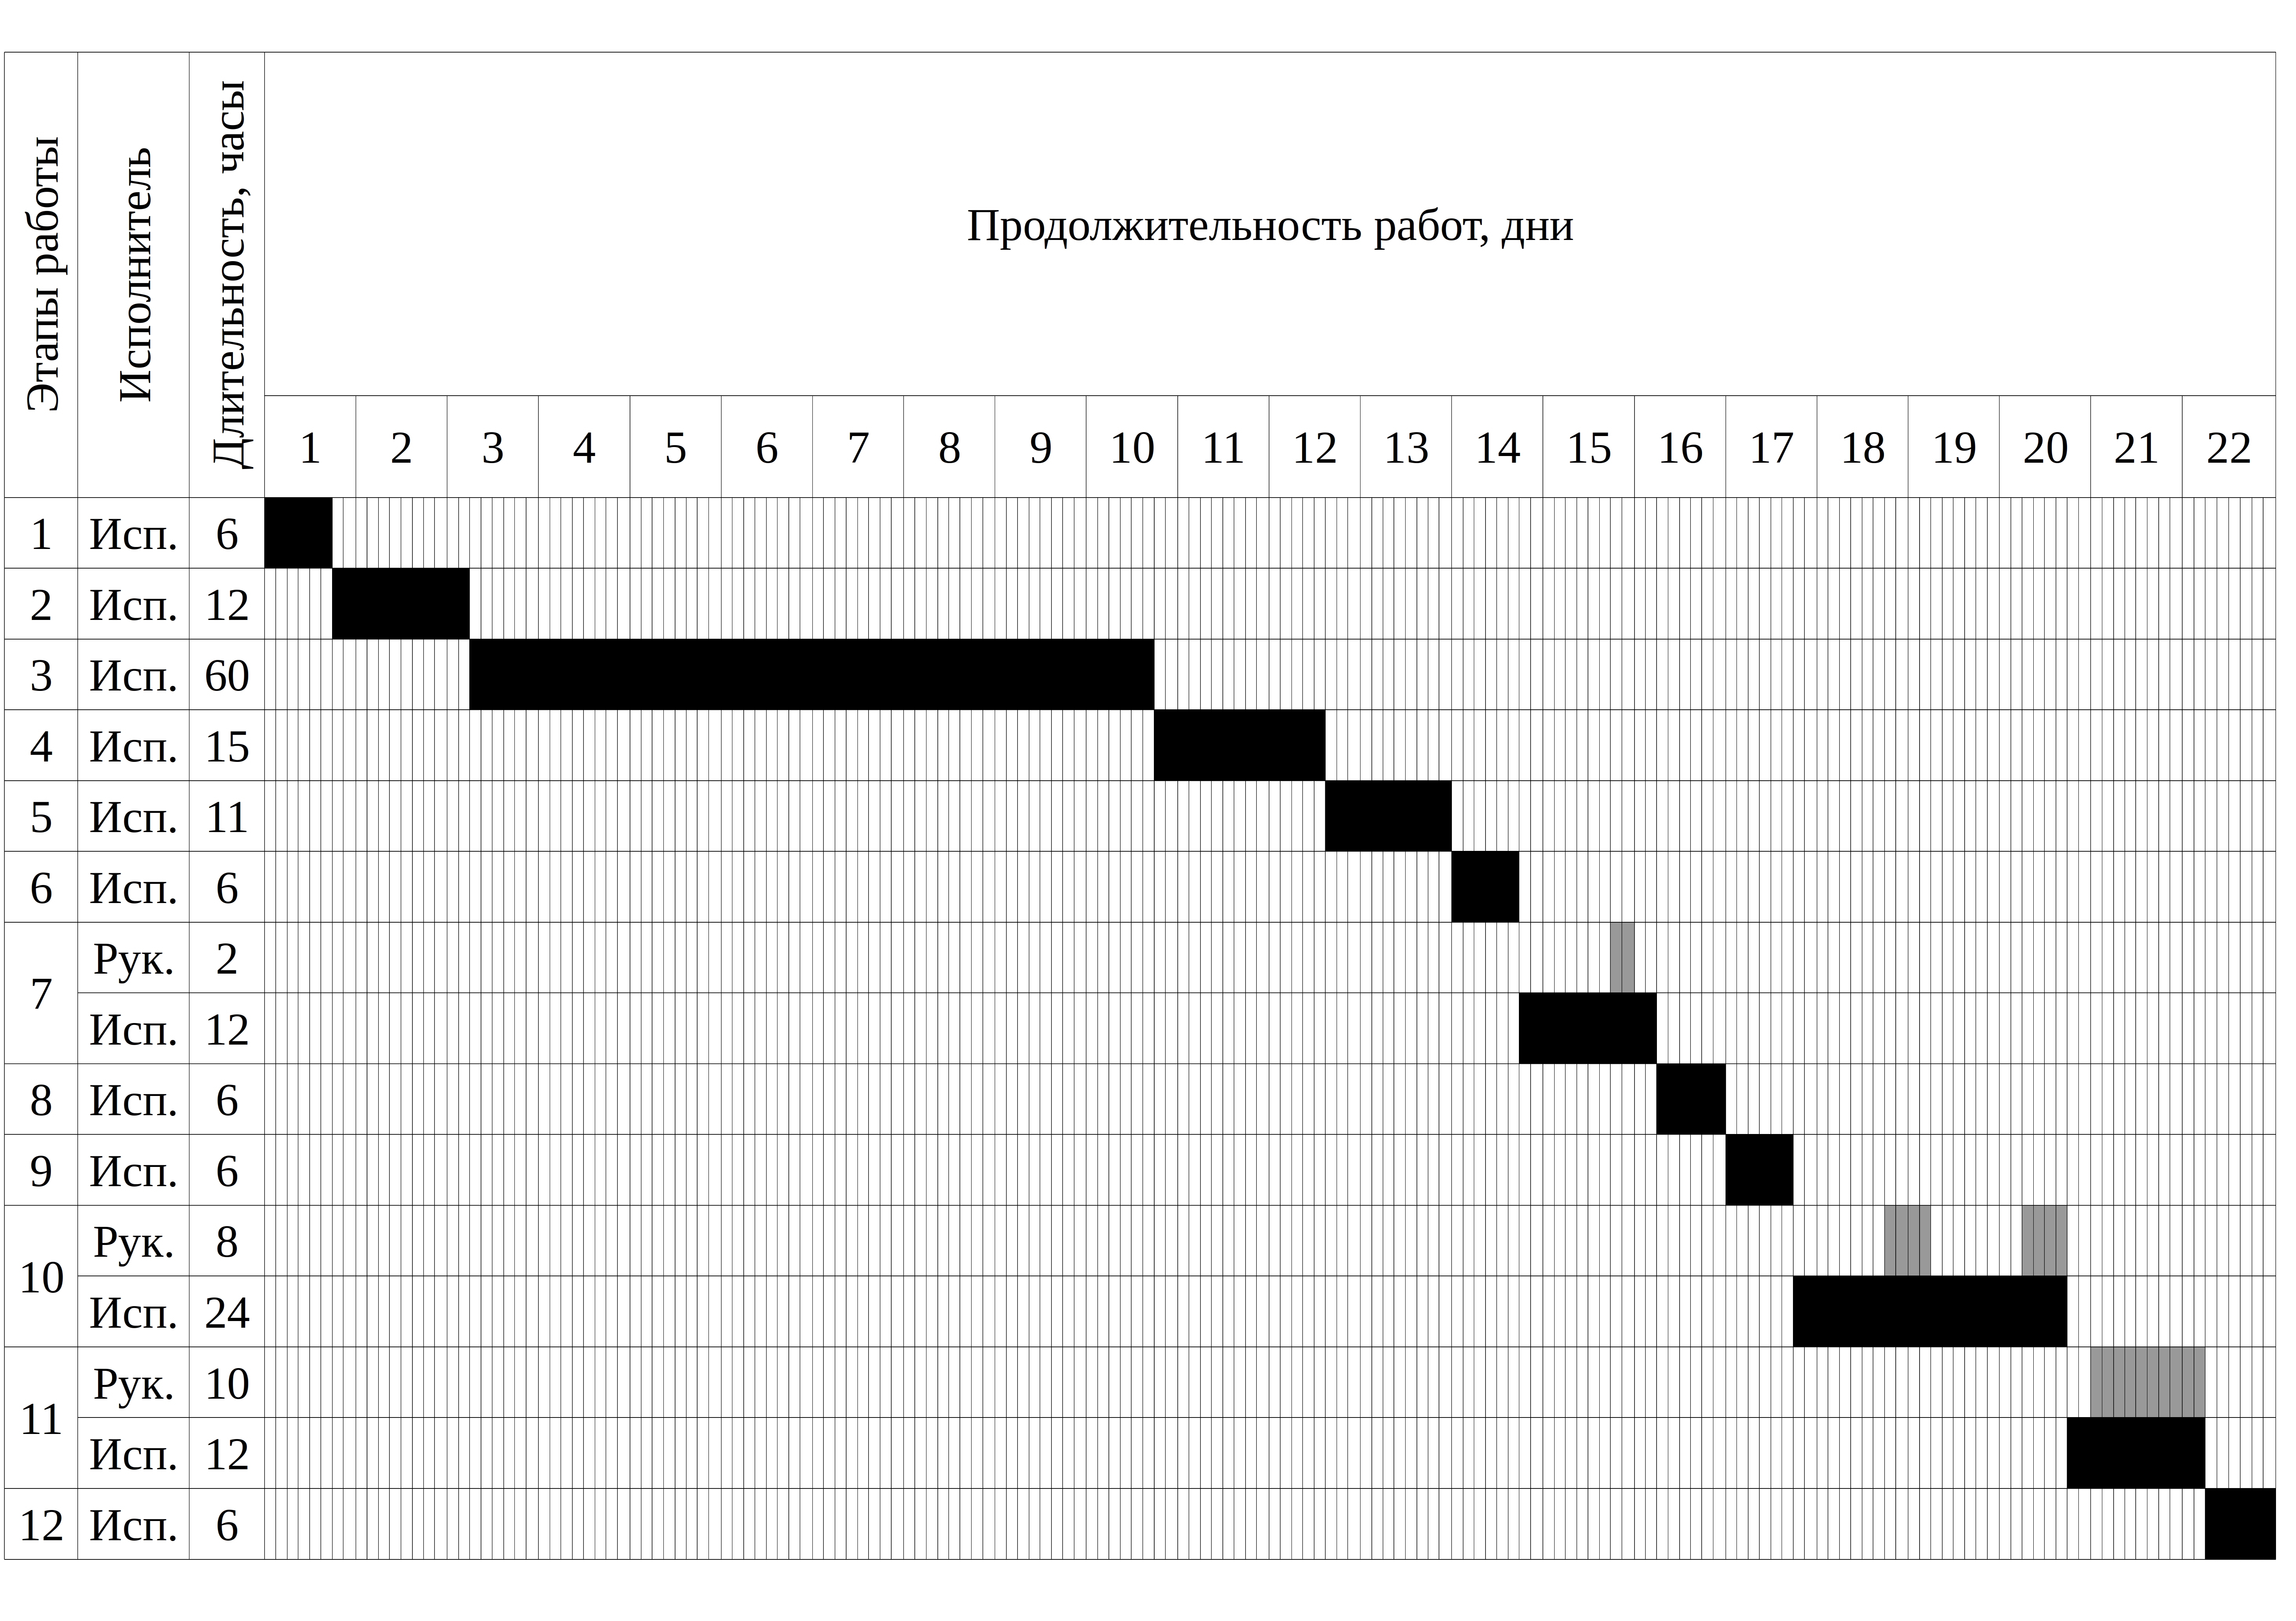 Этапы работы
Исполнитель
Длительность, часы
Продолжительность работ, дни
1 2 3 4 5 6 7 8 9 10 11 12 13 14 15 16 17 18 19 20 21 22
1 Исп. 6
2 Исп. 12
3 Исп. 60
4 Исп. 15
5 Исп. 11
6 Исп. 6
7 Рук. 2
Исп. 12
8 Исп. 6
9 Исп. 6
10 Рук. 8
Исп. 24
11 Рук. 10
Исп. 12
12 Исп. 6